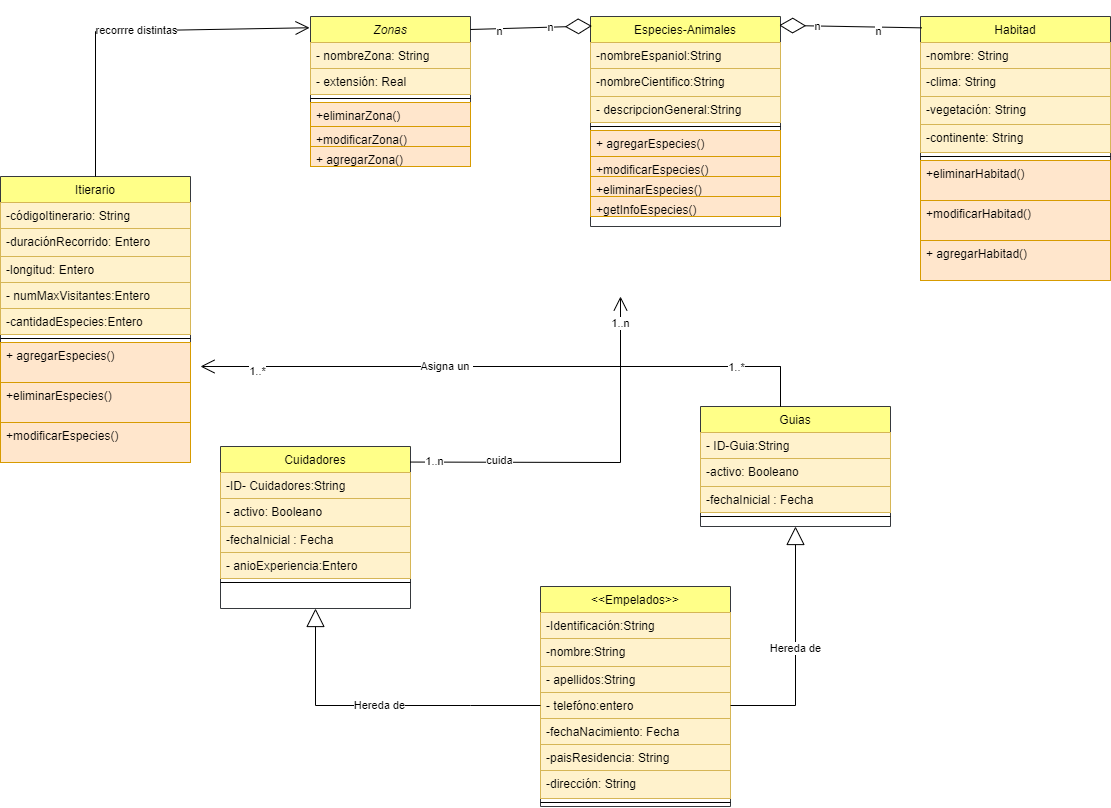 Zonas
- nombreZona: String
- extensión: Real
+eliminarZona()
+modificarZona()
+ agregarZona()
recorrre distintas
n
n
Especies-Animales
-nombreEspaniol:String
-nombreCientifico:String
- descripcionGeneral:String
+ agregarEspecies()
+modificarEspecies()
+eliminarEspecies()
+getInfoEspecies()
n
n
Habitad
-nombre: String
-clima: String
-vegetación: String
-continente: String
+eliminarHabitad()
+modificarHabitad()
+ agregarHabitad()
Itierario
-códigoItinerario: String
-duraciónRecorrido: Entero
-longitud: Entero
- numMaxVisitantes:Entero
-cantidadEspecies:Entero
+ agregarEspecies()
+eliminarEspecies()
+modificarEspecies()
1..n
1..*
Asigna un
1..*
Guias
- ID-Guia:String
-activo: Booleano
-fechaInicial : Fecha
Cuidadores
-ID- Cuidadores:String
- activo: Booleano
-fechaInicial : Fecha
- anioExperiencia:Entero
1..n
cuida
<<Empelados>>
-Identificación:String
-nombre:String
- apellidos:String
- telefóno:entero
-fechaNacimiento: Fecha
-paisResidencia: String
-dirección: String
Hereda de
Hereda de